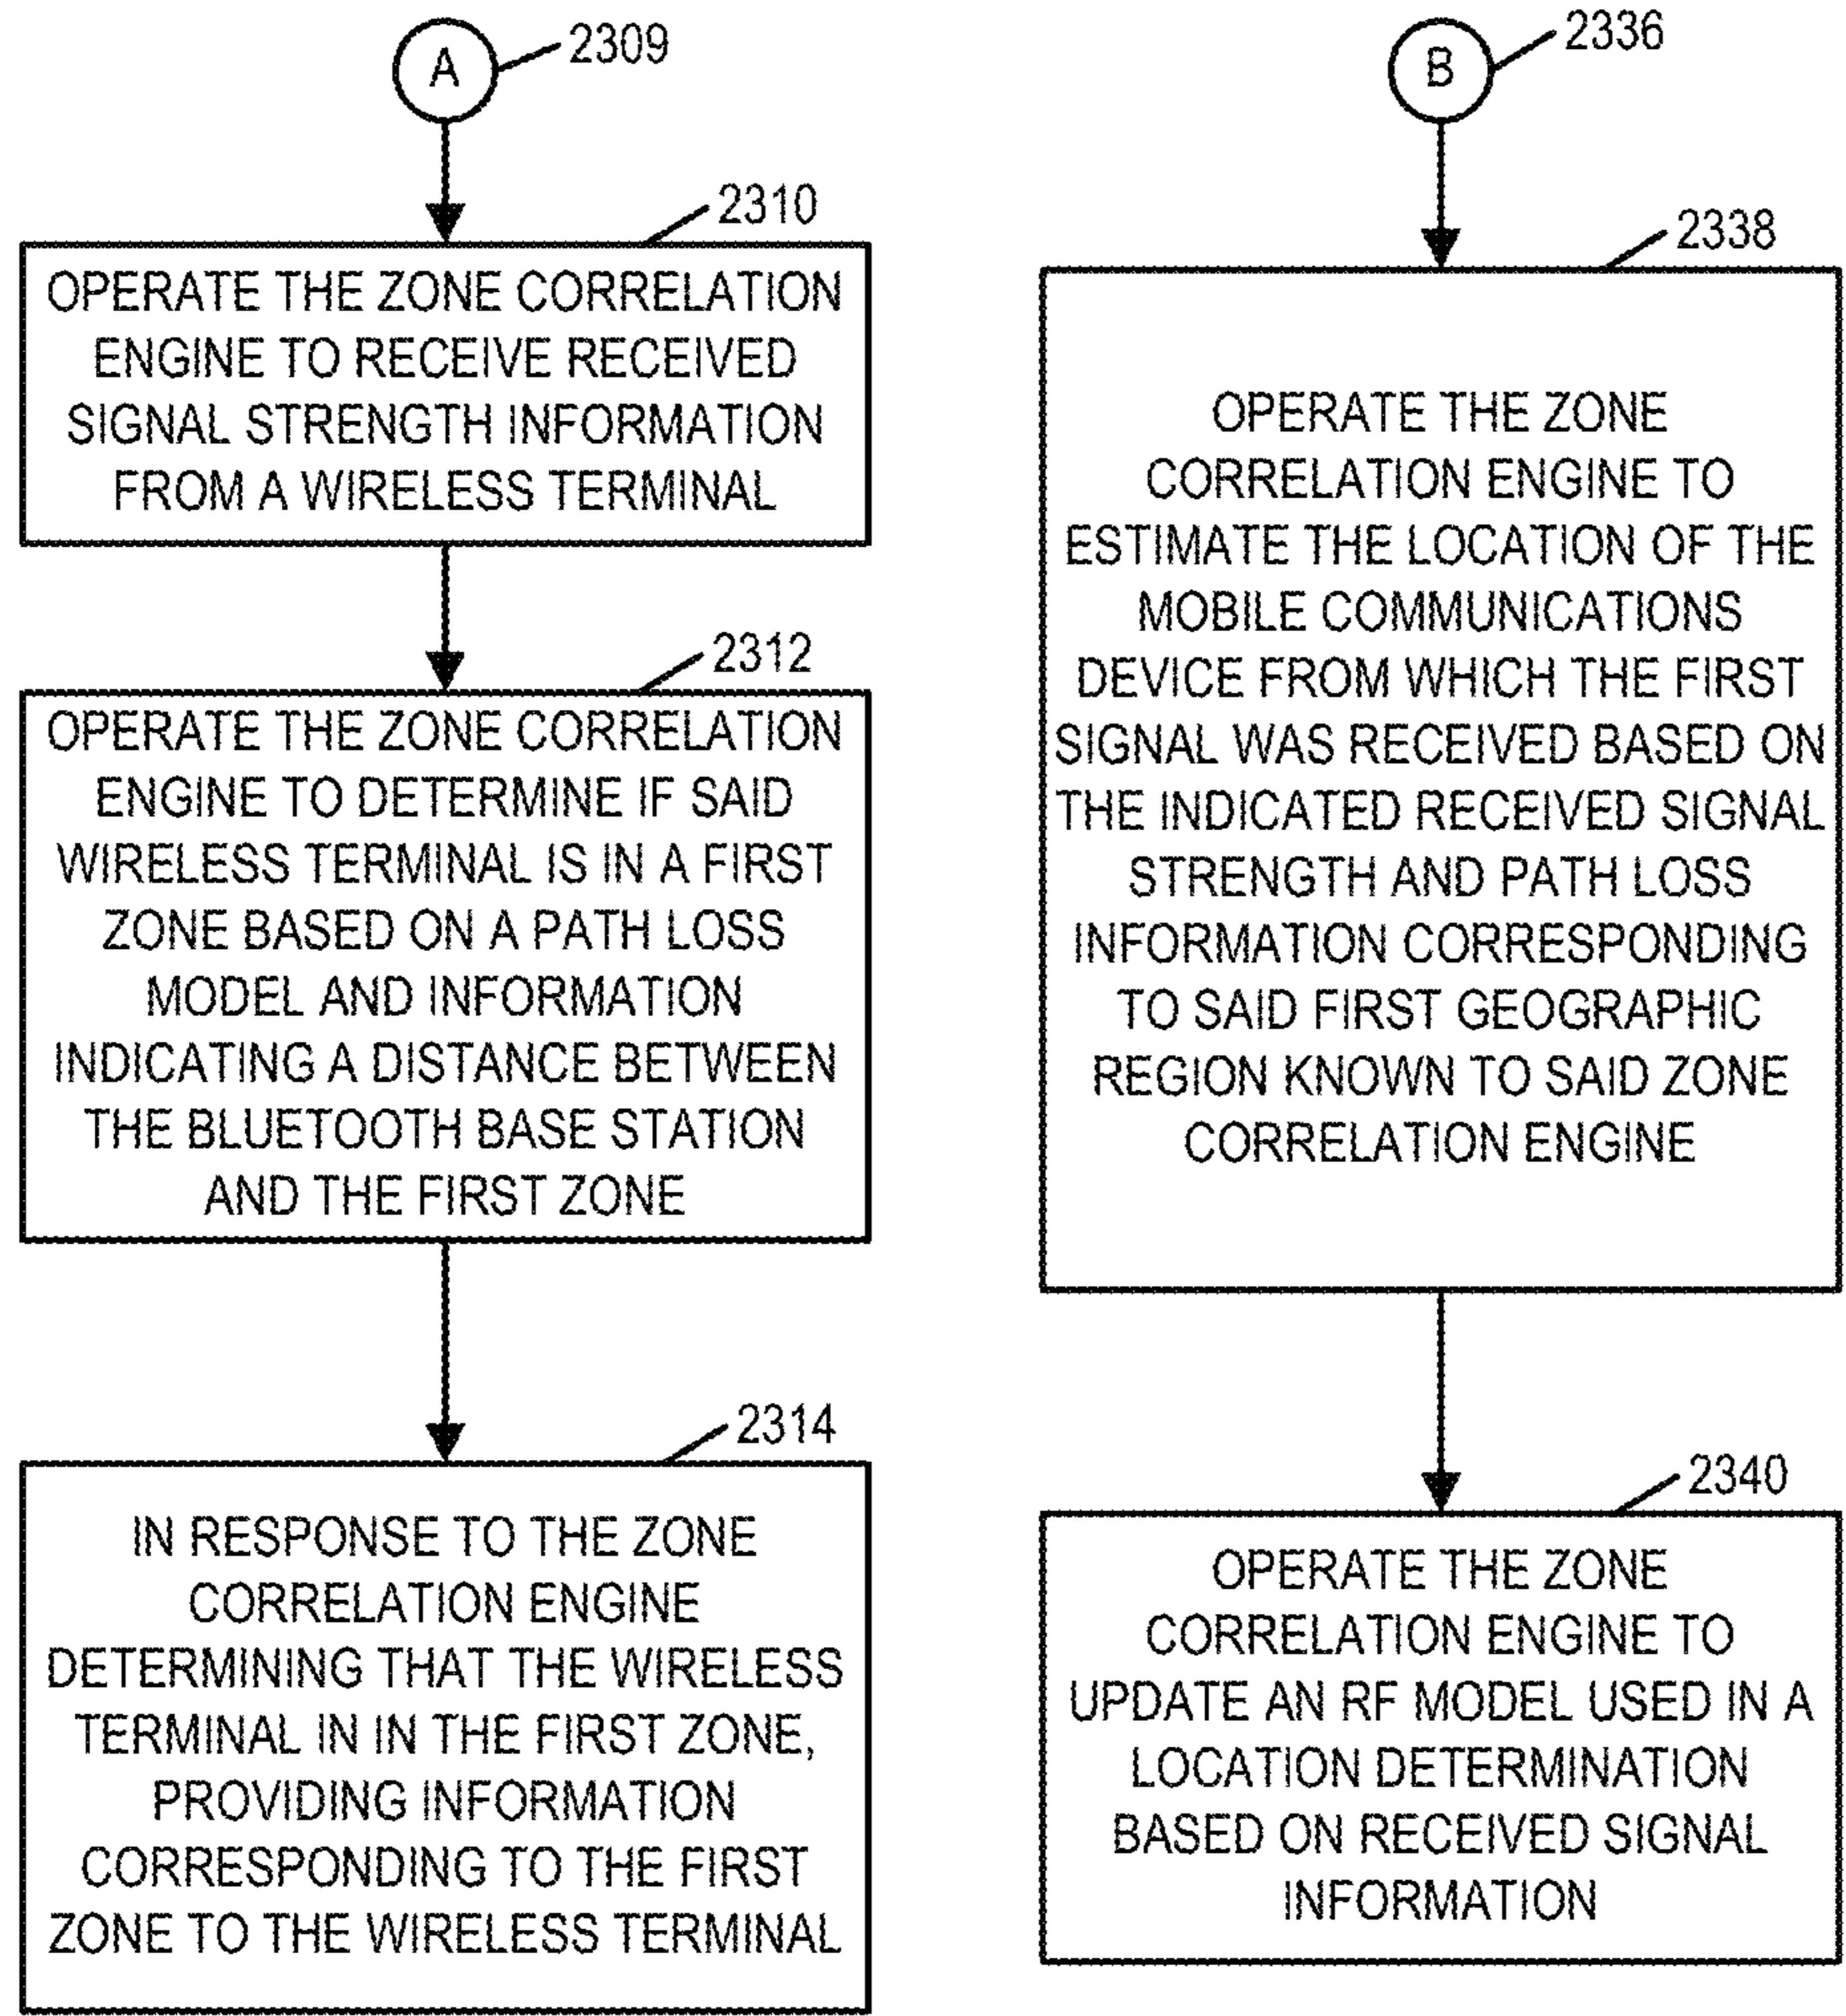 A
2309
2310
OPERATE THE ZONE CORRELATION
ENGINE TO RECEIVE RECEIVED
SIGNAL STRENGTH INFORMATION
FROM A WIRELESS TERMINAL
2312
OPERATE THE ZONE CORRELATION
ENGINE TO DETERMINE IF SAID
WIRELESS TERMINAL IS IN A FIRST
ZONE BASED ON A PATH LOSS
MODEL AND INFORMATION
INDICATING A DISTANCE BETWEEN
THE BLUETOOTH BASE STATION
AND THE FIRST ZONE
2314
IN RESPONSE TO THE ZONE
CORRELATION ENGINE
DETERMINING THAT THE WIRELESS
TERMINAL IN IN THE FIRST ZONE,
PROVIDING INFORMATION
CORRESPONDING TO THE FIRST
ZONE TO THE WIRELESS TERMINAL
B
2336
2338
OPERATE THE ZONE
CORRELATION ENGINE TO
ESTIMATE THE LOCATION OF THE
MOBILE COMMUNICATIONS
DEVICE FROM WHICH THE FIRST
SIGNAL WAS RECEIVED BASED ON
THE INDICATED RECEIVED SIGNAL
STRENGTH AND PATH LOSS
INFORMATION CORRESPONDING
TO SAID FIRST GEOGRAPHIC
REGION KNOWN TO SAID ZONE
CORRELATION ENGINE
2340
OPERATE THE ZONE
CORRELATION ENGINE TO
UPDATE AN RF MODEL USED IN A
LOCATION DETERMINATION
BASED ON RECEIVED SIGNAL
INFORMATION